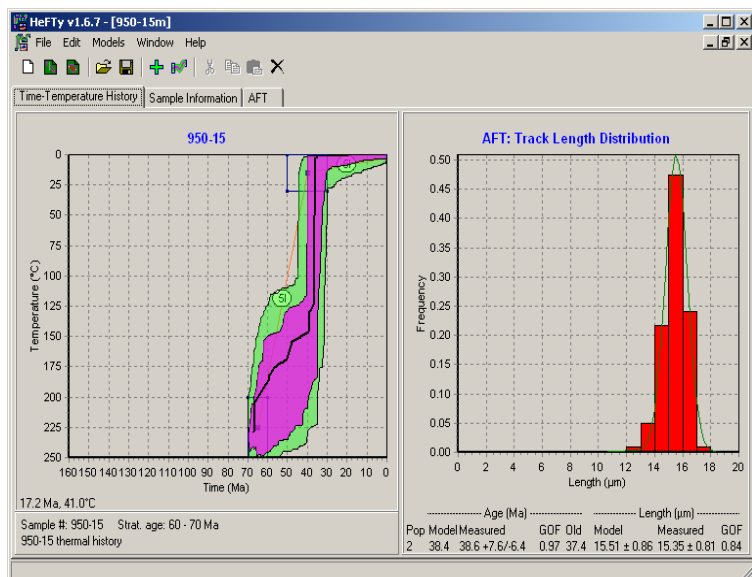 HeFTy v1.6.7 - [950-15m]
File Edit Models Window Help
Time-Temperature History Sample Information AFT
950-15
0
25
50
75
100
125
150
175
200
225
250
Temperature (°C)
5I
5I
160 150 140 130 120 110 100 90 80 70 60 50 40 30 20 10 0
Time (Ma)
17.2 Ma, 41.0°C
Sample #: 950-15 Strat. age: 60 - 70 Ma
950-15 thermal history
AFT: Track Length Distribution
0.50
0.45
0.40
0.35
0.30
0.25
0.20
0.15
0.10
0.05
0.00
Frequency
0 2 4 6 8 10 12 14 16 18 20
Length (µm)
Age (Ma) Length (µm)
Pop Model Measured GOF Old Model Measured GOF
2 38.4 38.6 +7.6/-6.4 0.97 37.4 15.51 ± 0.86 15.35 ± 0.81 0.84